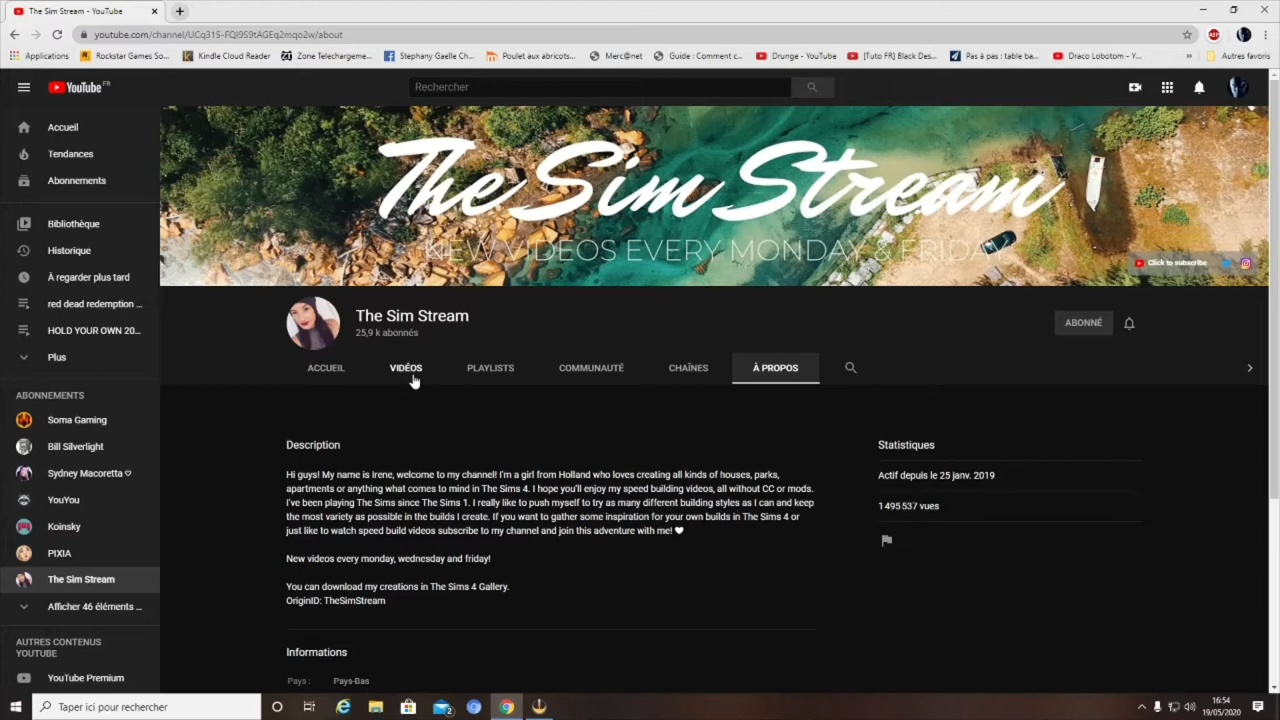 The Sim Stream - YouTube
youtube.com/channel/UCq315-FQI9S9tAGEq2mqo2w/about
Applications
Rockstar Games So...
Kindle Cloud Reader
Zone Telechargeme...
Stephany Gaelle Ch...
Poulet aux abricots...
Merc@net
Guide : Comment c...
Drunge - YouTube
[Tuto FR] Black Des...
Pas à pas : table ba...
Draco Lobotom - Y...
»
Autres favoris
YouTube FR
Rechercher
Accueil
Tendances
Abonnements
Bibliothèque
Historique
À regarder plus tard
red dead redemption ...
HOLD YOUR OWN 20...
Plus
ABONNEMENTS
Soma Gaming
Bill Silverlight
Sydney Macoretta ♡
YouYou
Koinsky
PIXIA
The Sim Stream
Afficher 46 éléments ...
AUTRES CONTENUS
YOUTUBE
YouTube Premium
The Sim Stream
NEW VIDEOS EVERY MONDAY & FRIDAY
Click to subscribe
The Sim Stream
25,9 k abonnés
ABONNÉ
ACCUEIL
VIDÉOS
PLAYLISTS
COMMUNAUTÉ
CHAÎNES
À PROPOS
Description
Hi guys! My name is Irene, welcome to my channel! I'm a girl from Holland who loves creating all kinds of houses, parks,
apartments or anything what comes to mind in The Sims 4. I hope you'll enjoy my speed building videos, all without CC or mods.
I've been playing The Sims since The Sims 1. I really like to push myself to try as many different building styles as I can and keep
the most variety as possible in the builds I create. If you want to gather some inspiration for your own builds in The Sims 4 or
just like to watch speed build videos subscribe to my channel and join this adventure with me! ♥
New videos every monday, wednesday and friday!
You can download my creations in The Sims 4 Gallery.
OriginID: TheSimStream
Informations
Pays :
Pays-Bas
Statistiques
Actif depuis le 25 janv. 2019
1 495 537 vues
Taper ici pour rechercher
2
16:54
19/05/2020